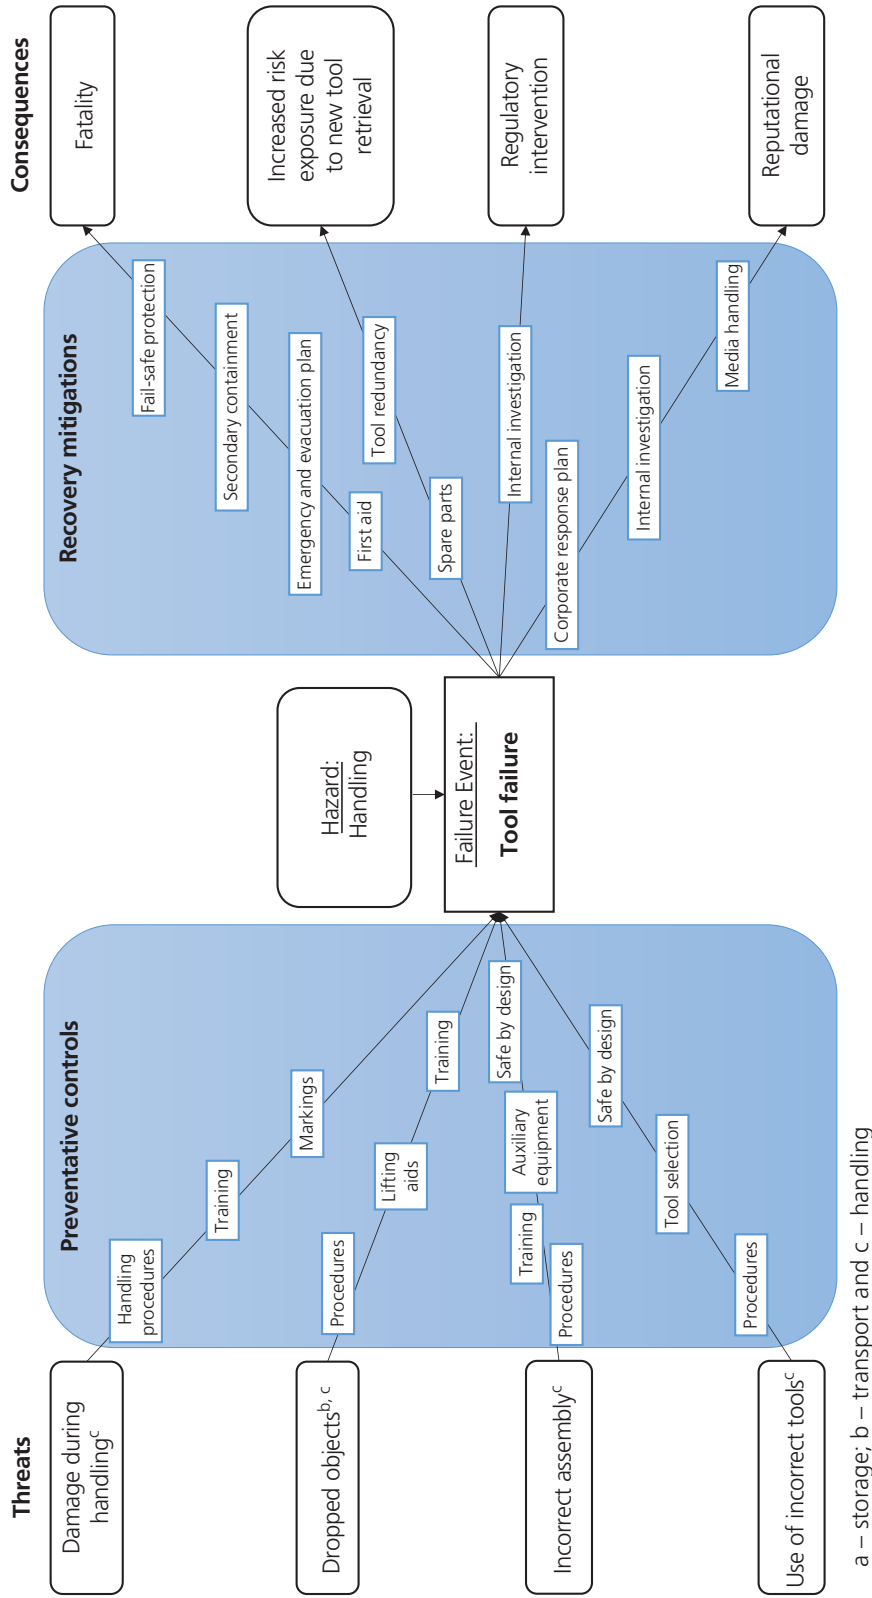 Threats
Preventative controls
Recovery mitigations
Consequences
Damage during
handlingᶜ
Handling
procedures
Training
Markings
Dropped objectsᵇ, ᶜ
Procedures
Lifting
aids
Training
Incorrect assemblyᶜ
Procedures
Training
Auxiliary
equipment
Safe by design
Use of incorrect toolsᶜ
Procedures
Tool selection
Safe by design
Hazard:
Handling
Failure Event:
Tool failure
First aid
Emergency and evacuation plan
Secondary containment
Fail-safe protection
Fatality
Spare parts
Tool redundancy
Increased risk
exposure due
to new tool
retrieval
Internal investigation
Regulatory
intervention
Corporate response plan
Internal investigation
Media handling
Reputational
damage
a – storage; b – transport and c – handling